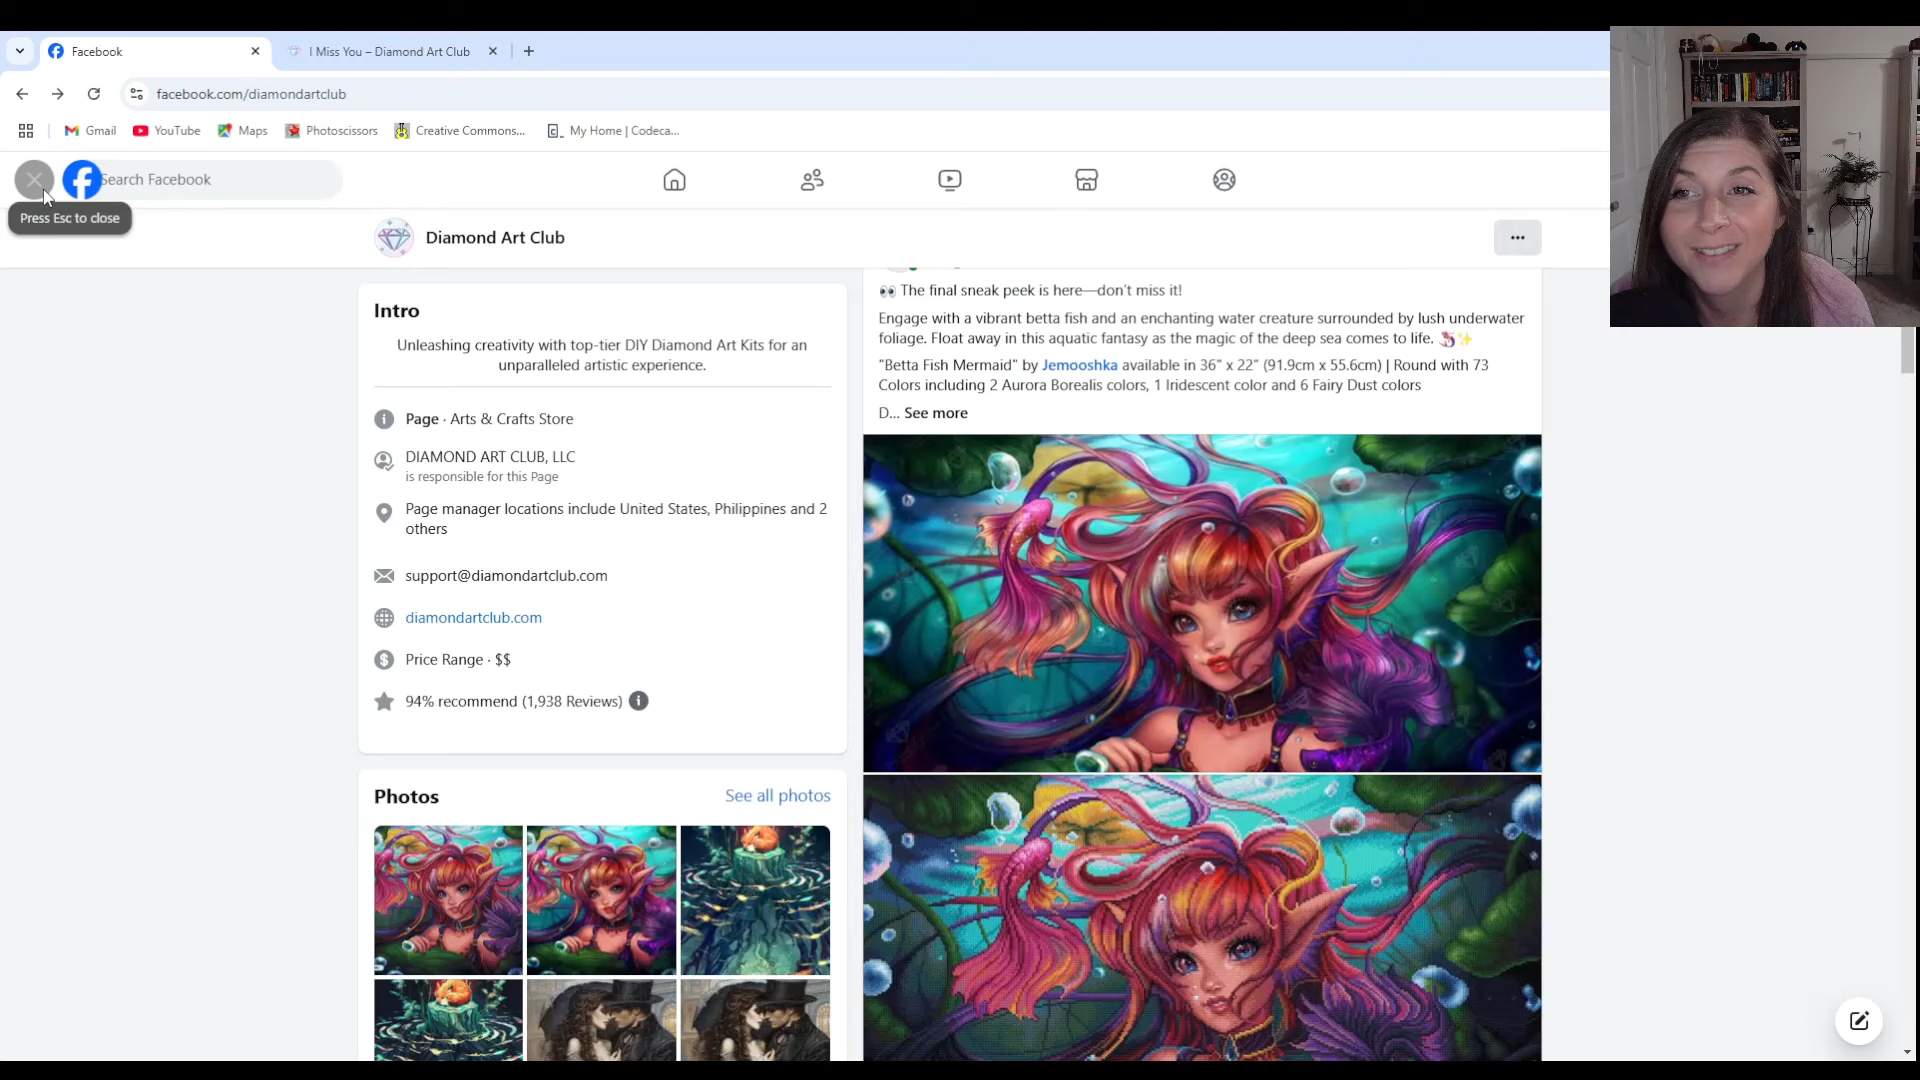 Facebook
I Miss You – Diamond Art Club
facebook.com/diamondartclub
Gmail
YouTube
Maps
Photoscissors
Creative Commons...
My Home | Codeca...
Search Facebook
Press Esc to close
Diamond Art Club
Intro
Unleashing creativity with top-tier DIY Diamond Art Kits for an
unparalleled artistic experience.
Page · Arts & Crafts Store
DIAMOND ART CLUB, LLC
is responsible for this Page
Page manager locations include United States, Philippines and 2
others
support@diamondartclub.com
diamondartclub.com
Price Range · $$
94% recommend (1,938 Reviews)
Photos
See all photos
👀 The final sneak peek is here—don't miss it!
Engage with a vibrant betta fish and an enchanting water creature surrounded by lush underwater
foliage. Float away in this aquatic fantasy as the magic of the deep sea comes to life. 🧜‍♀️✨
"Betta Fish Mermaid" by Jemooshka available in 36" x 22" (91.9cm x 55.6cm) | Round with 73
Colors including 2 Aurora Borealis colors, 1 Iridescent color and 6 Fairy Dust colors
D... See more